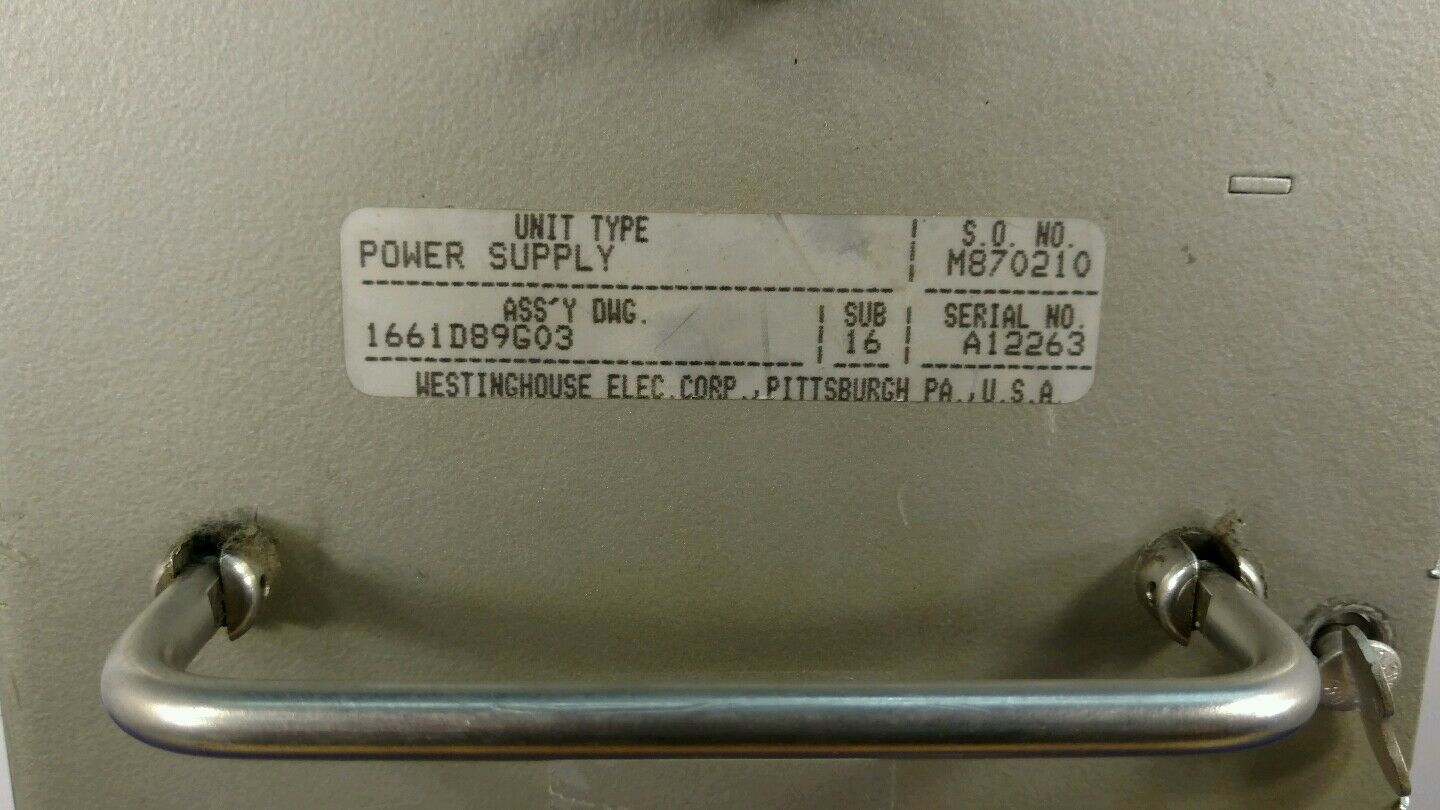 UNIT TYPE S.O. NO.
POWER SUPPLY M870210
ASS'Y DWG. SUB SERIAL NO.
1661D89G03 16 A12263
WESTINGHOUSE ELEC.CORP.,PITTSBURGH PA.,U.S.A.